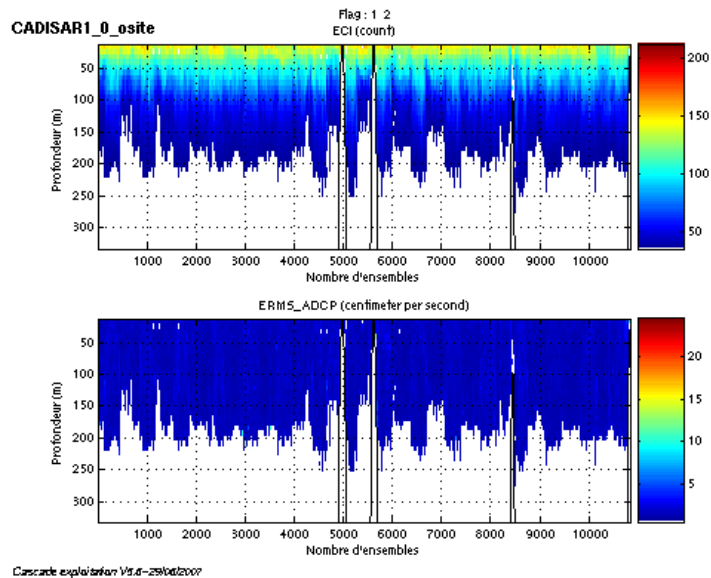 CADISAR1_0_osite
Flag : 1 2
ECI (count)
50
100
150
200
250
300
Profondeur (m)
1000 2000 3000 4000 5000 6000 7000 8000 9000 10000
Nombre d'ensembles
200
150
100
50
ERMS_ADCP (centimeter per second)
50
100
150
200
250
300
Profondeur (m)
1000 2000 3000 4000 5000 6000 7000 8000 9000 10000
Nombre d'ensembles
20
15
10
5
Cascade exploitation V5.6-29/06/2007